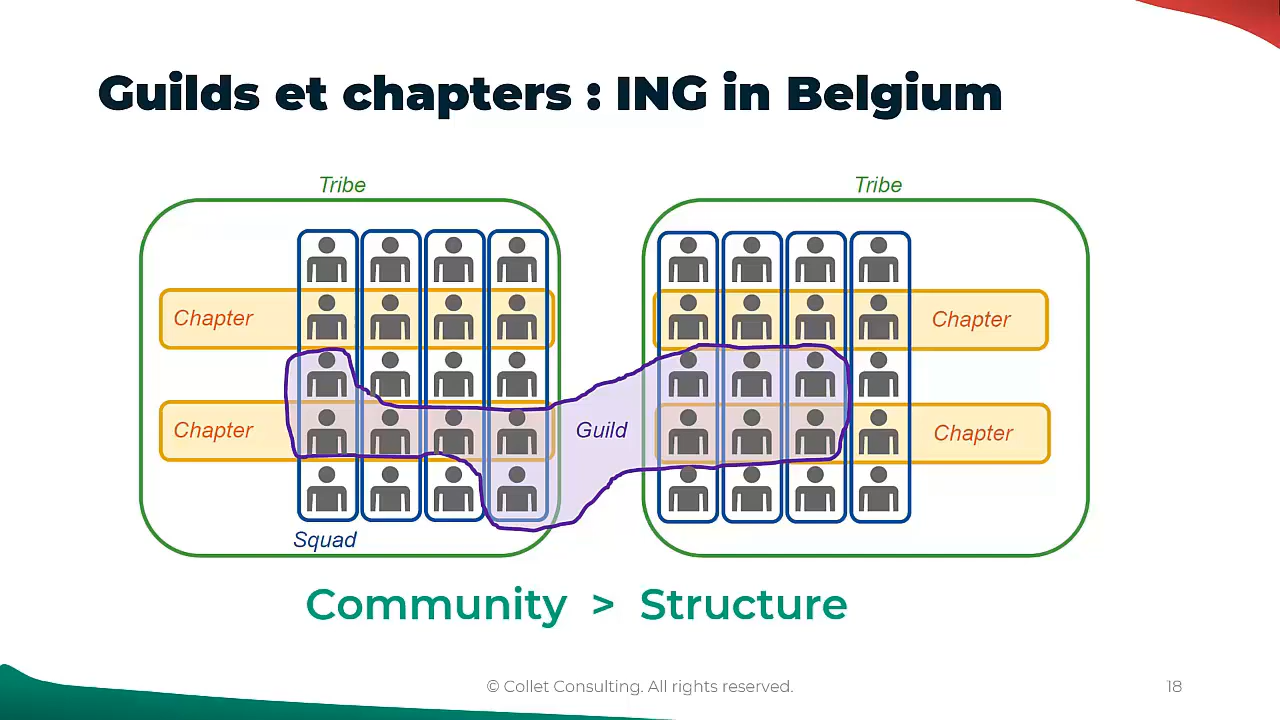 Guilds et chapters : ING in Belgium
Tribe
Tribe
Chapter
Chapter
Chapter
Guild
Chapter
Squad
Community > Structure
© Collet Consulting. All rights reserved.
18